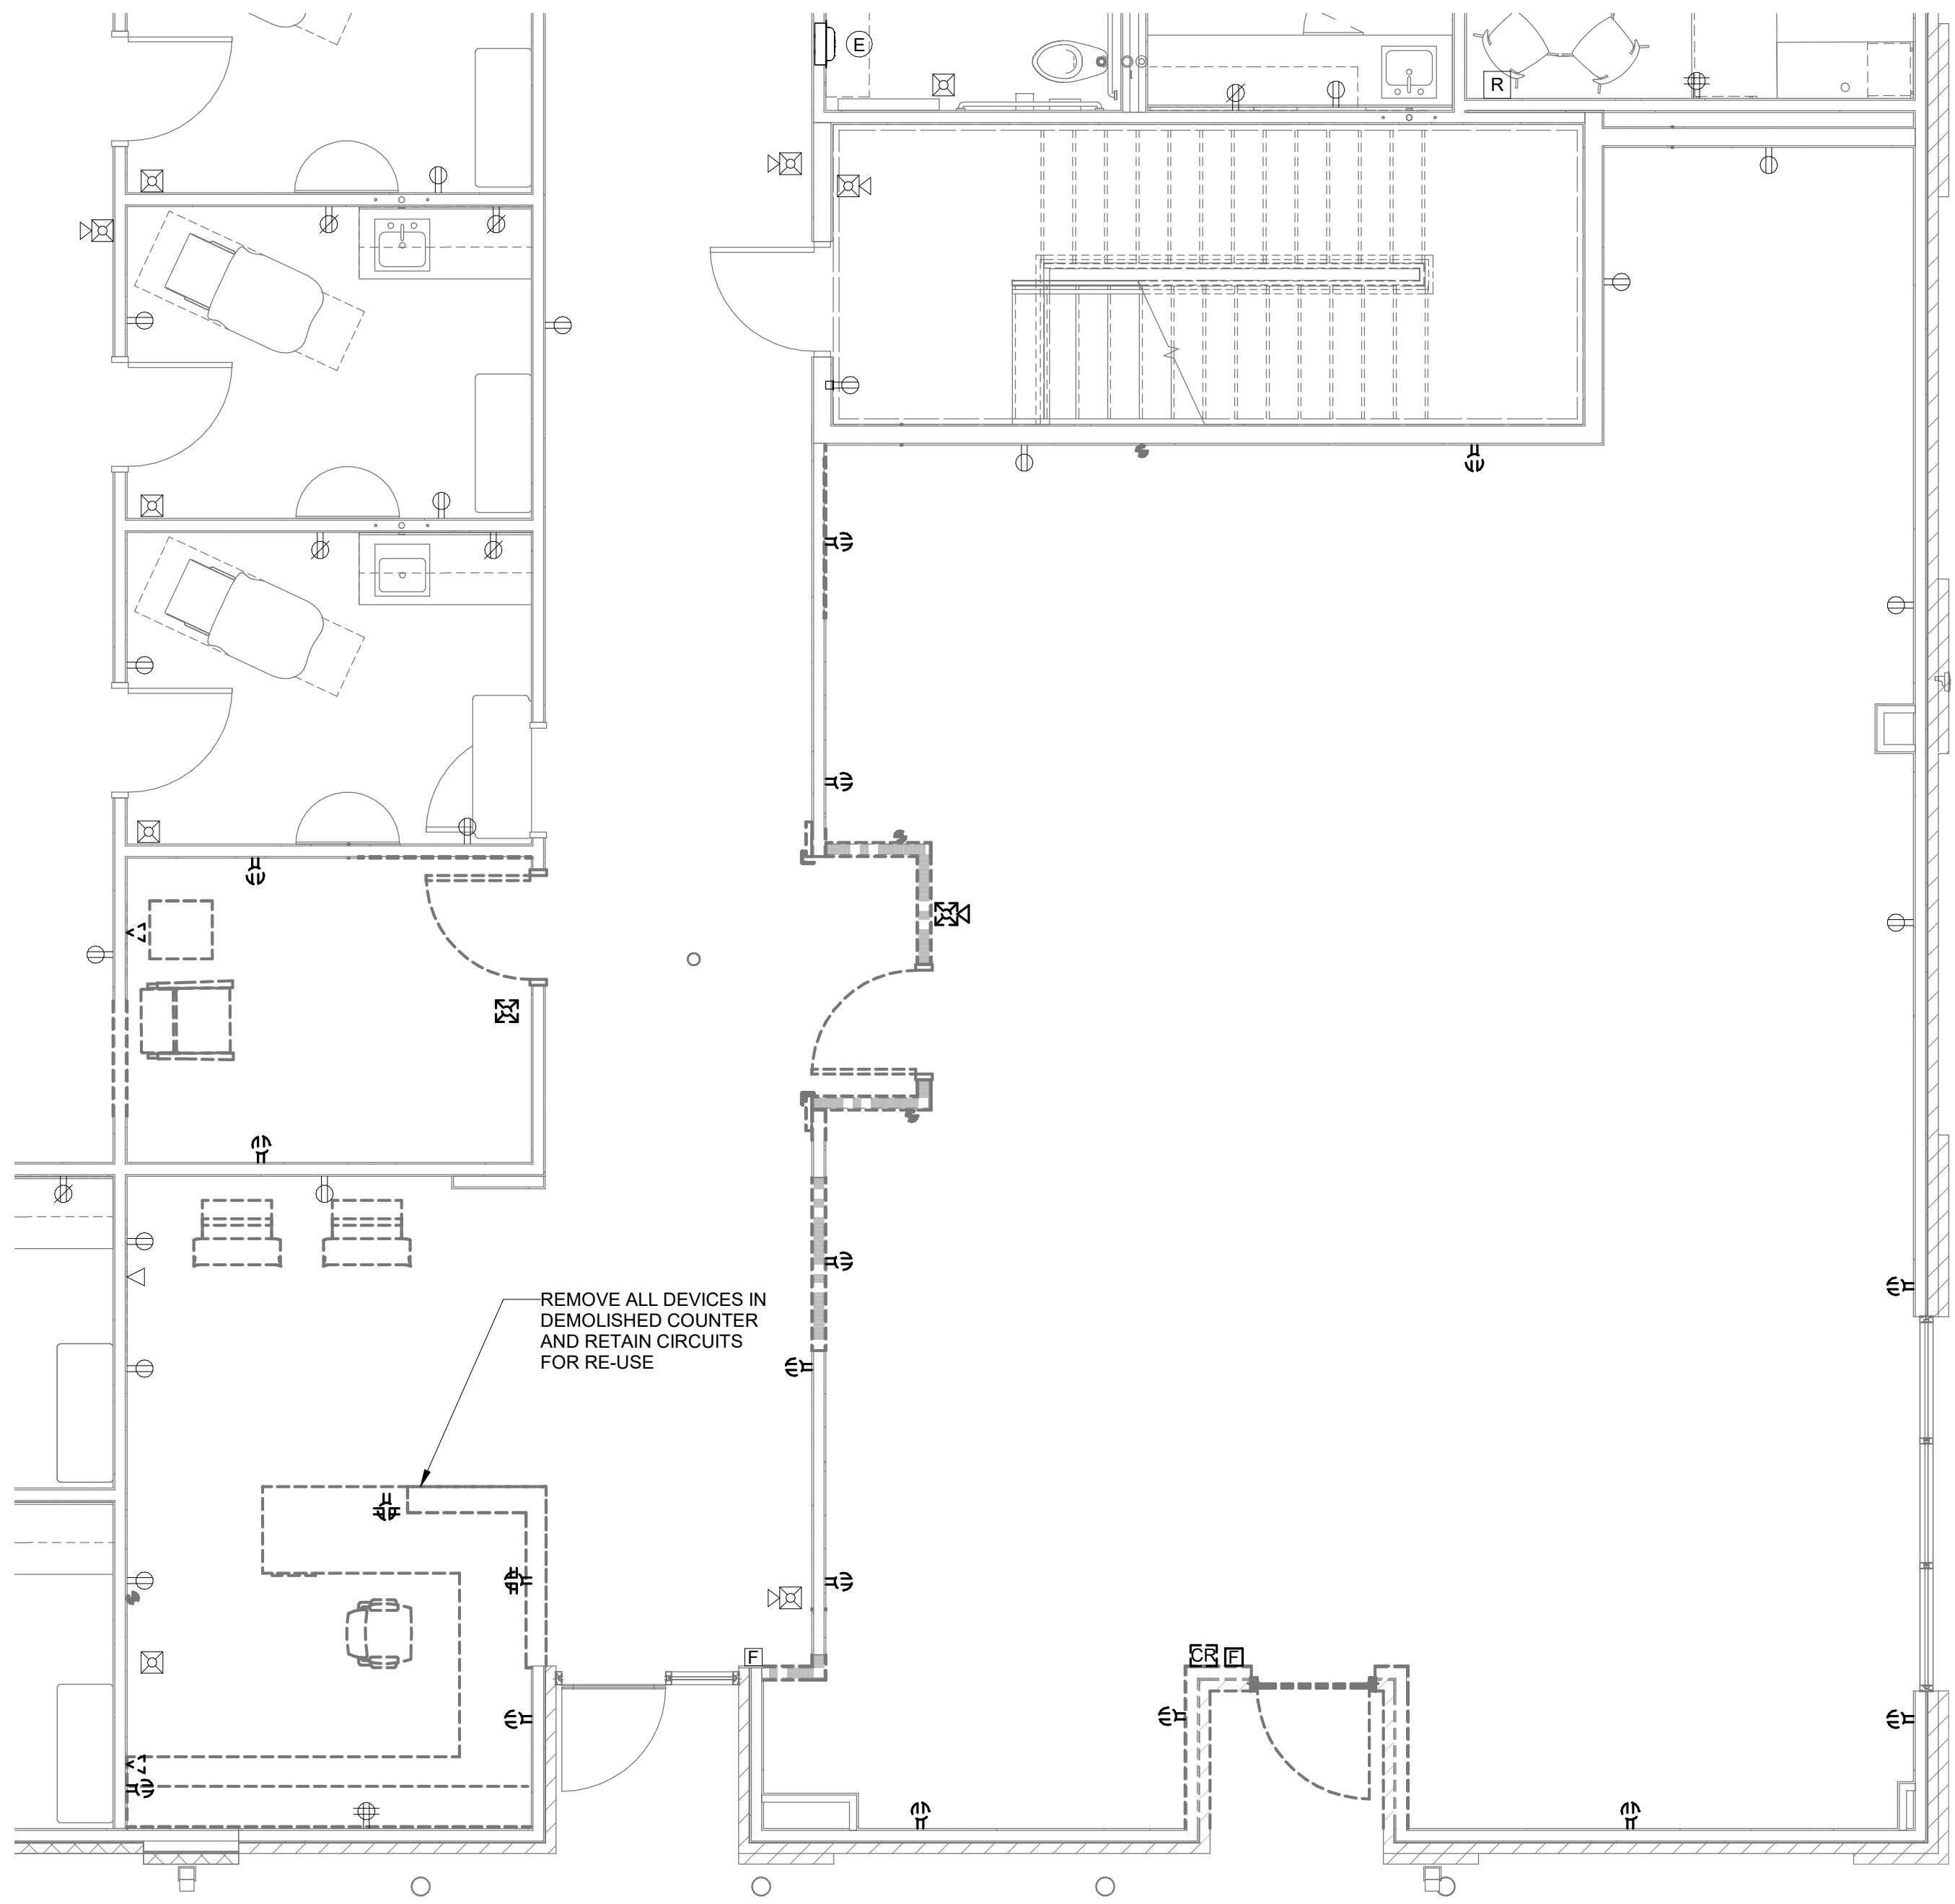 E
R
REMOVE ALL DEVICES IN
DEMOLISHED COUNTER
AND RETAIN CIRCUITS
FOR RE-USE
F
CR
F